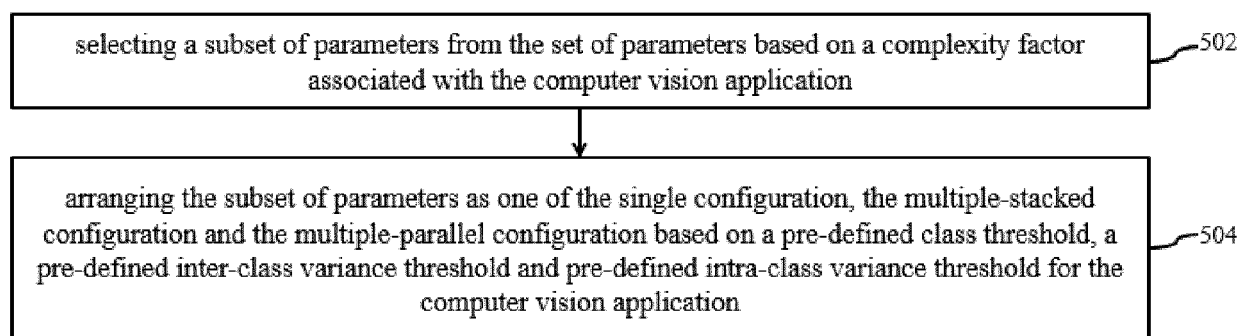 selecting a subset of parameters from the set of parameters based on a complexity factor
associated with the computer vision application
502
arranging the subset of parameters as one of the single configuration, the multiple-stacked
configuration and the multiple-parallel configuration based on a pre-defined class threshold, a
pre-defined inter-class variance threshold and pre-defined intra-class variance threshold for the
computer vision application
504